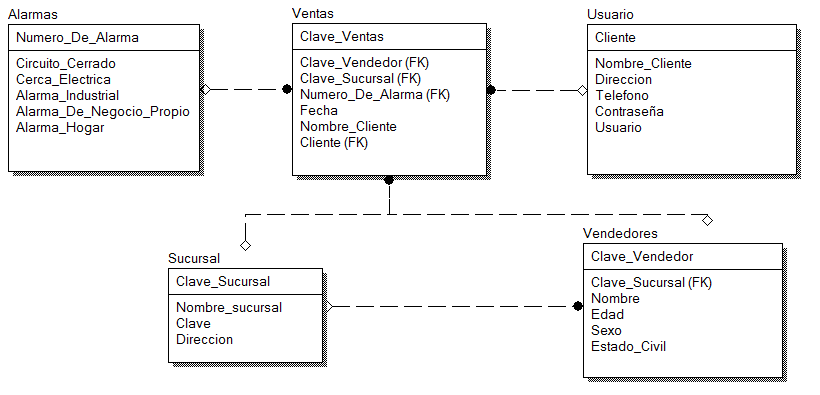 Alarmas
Numero_De_Alarma
Circuito_Cerrado
Cerca_Electrica
Alarma_Industrial
Alarma_De_Negocio_Propio
Alarma_Hogar
Ventas
Clave_Ventas
Clave_Vendedor (FK)
Clave_Sucursal (FK)
Numero_De_Alarma (FK)
Fecha
Nombre_Cliente
Cliente (FK)
Usuario
Cliente
Nombre_Cliente
Direccion
Telefono
Contraseña
Usuario
Sucursal
Clave_Sucursal
Nombre_sucursal
Clave
Direccion
Vendedores
Clave_Vendedor
Clave_Sucursal (FK)
Nombre
Edad
Sexo
Estado_Civil